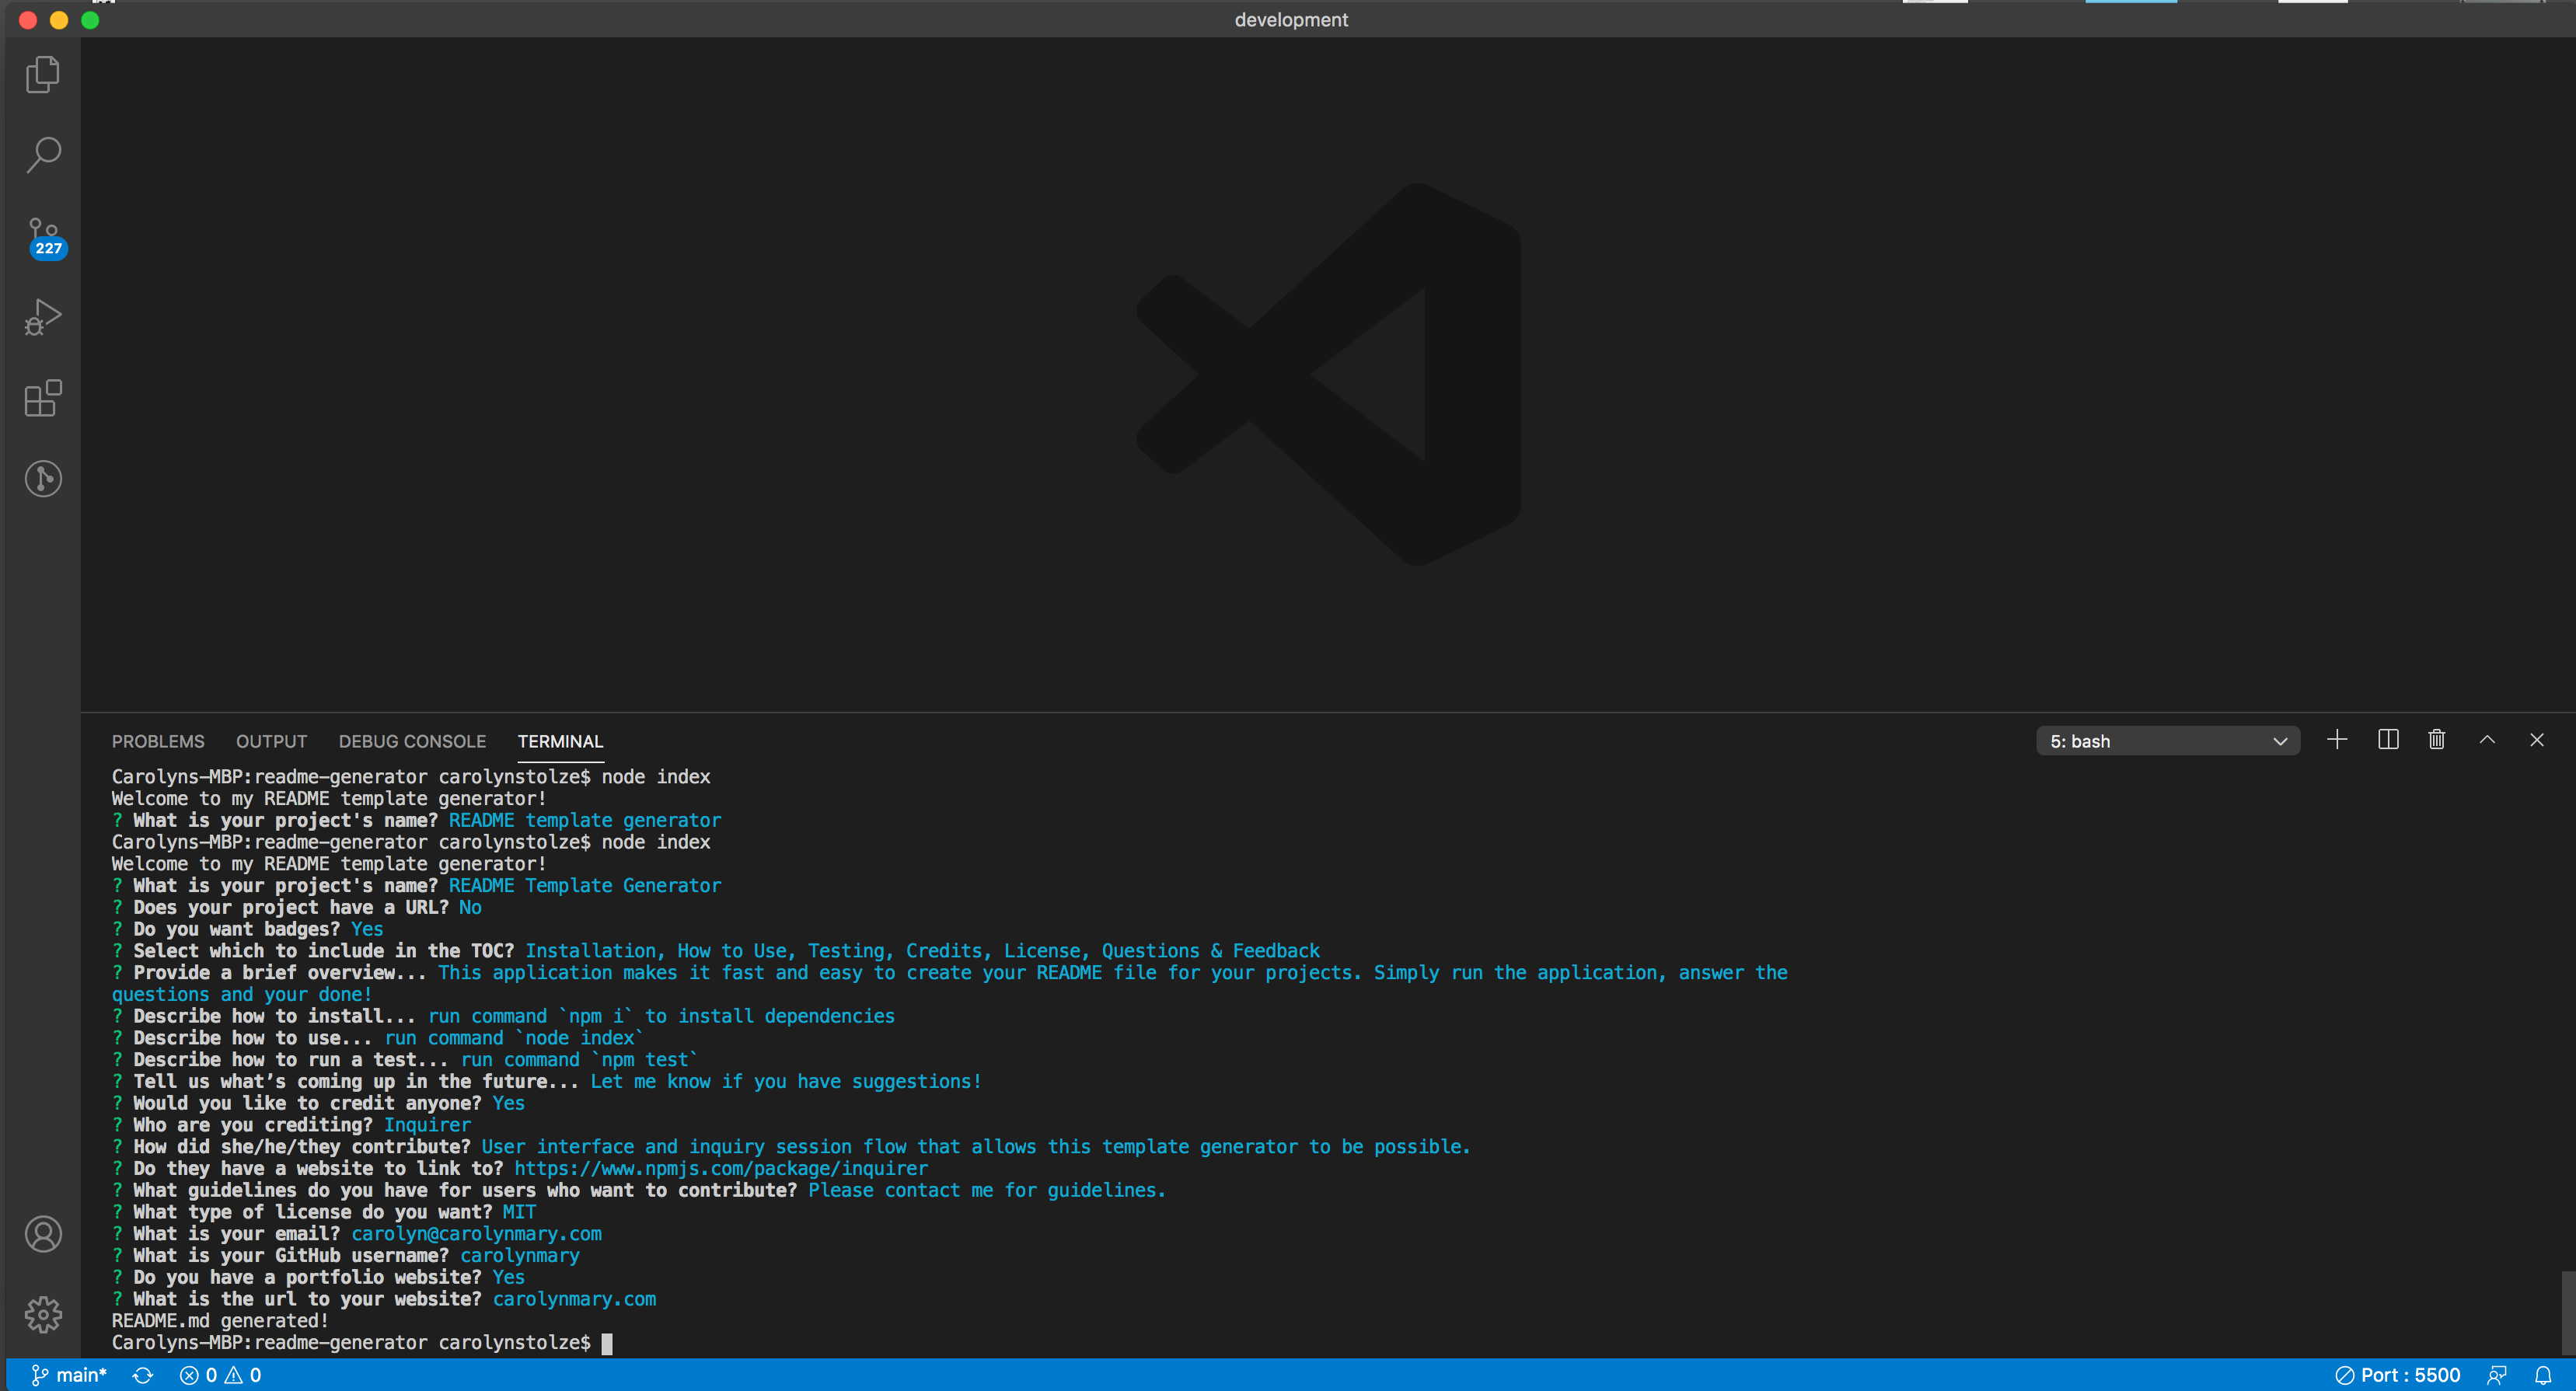 development
227
PROBLEMS OUTPUT DEBUG CONSOLE TERMINAL 5: bash
Carolyns-MBP:readme-generator carolynstolze$ node index
Welcome to my README template generator!
? What is your project's name? README template generator
Carolyns-MBP:readme-generator carolynstolze$ node index
Welcome to my README template generator!
? What is your project's name? README Template Generator
? Does your project have a URL? No
? Do you want badges? Yes
? Select which to include in the TOC? Installation, How to Use, Testing, Credits, License, Questions & Feedback
? Provide a brief overview... This application makes it fast and easy to create your README file for your projects. Simply run the application, answer the
questions and your done!
? Describe how to install... run command `npm i` to install dependencies
? Describe how to use... run command `node index`
? Describe how to run a test... run command `npm test`
? Tell us what’s coming up in the future... Let me know if you have suggestions!
? Would you like to credit anyone? Yes
? Who are you crediting? Inquirer
? How did she/he/they contribute? User interface and inquiry session flow that allows this template generator to be possible.
? Do they have a website to link to? https://www.npmjs.com/package/inquirer
? What guidelines do you have for users who want to contribute? Please contact me for guidelines.
? What type of license do you want? MIT
? What is your email? carolyn@carolynmary.com
? What is your GitHub username? carolynmary
? Do you have a portfolio website? Yes
? What is the url to your website? carolynmary.com
README.md generated!
Carolyns-MBP:readme-generator carolynstolze$
main* 0 0 Port : 5500